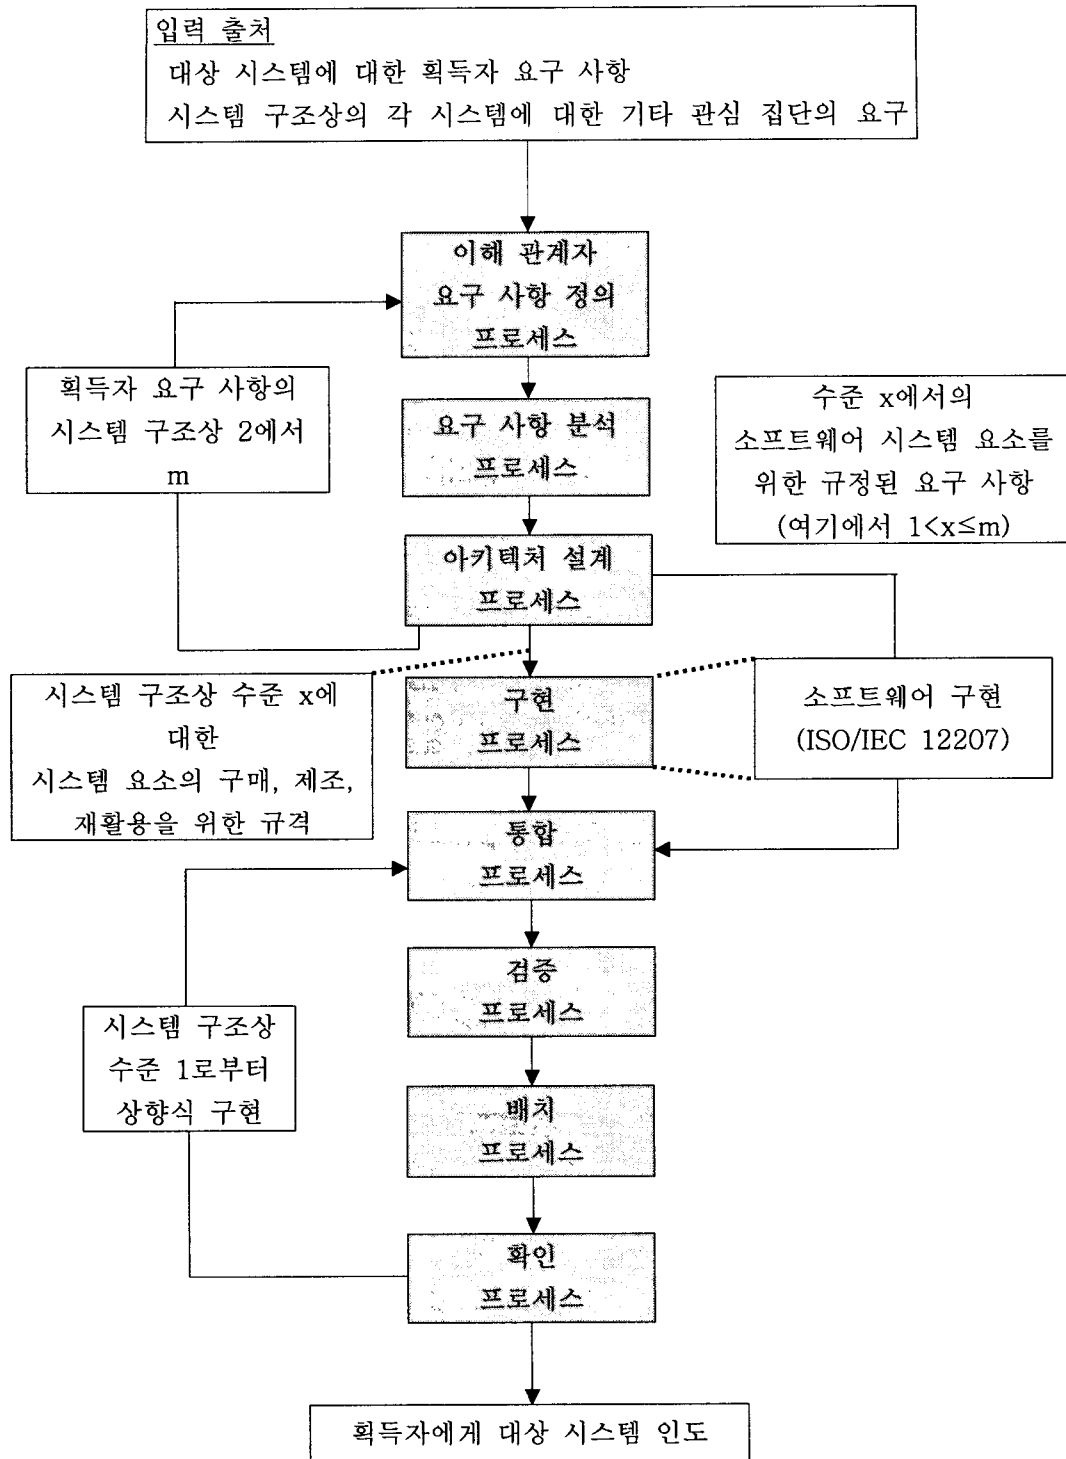 입력 출처
대상 시스템에 대한 획득자 요구 사항
시스템 구조상의 각 시스템에 대한 기타 관심 집단의 요구
이해 관계자
요구 사항 정의
프로세스
획득자 요구 사항의
시스템 구조상 2에서
m
요구 사항 분석
프로세스
수준 x에서의
소프트웨어 시스템 요소를
위한 규정된 요구 사항
(여기에서 1<x≤m)
아키텍처 설계
프로세스
시스템 구조상 수준 x에
대한
시스템 요소의 구매, 제조,
재활용을 위한 규격
구현
프로세스
소프트웨어 구현
(ISO/IEC 12207)
통합
프로세스
검증
프로세스
시스템 구조상
수준 1로부터
상향식 구현
배치
프로세스
확인
프로세스
획득자에게 대상 시스템 인도